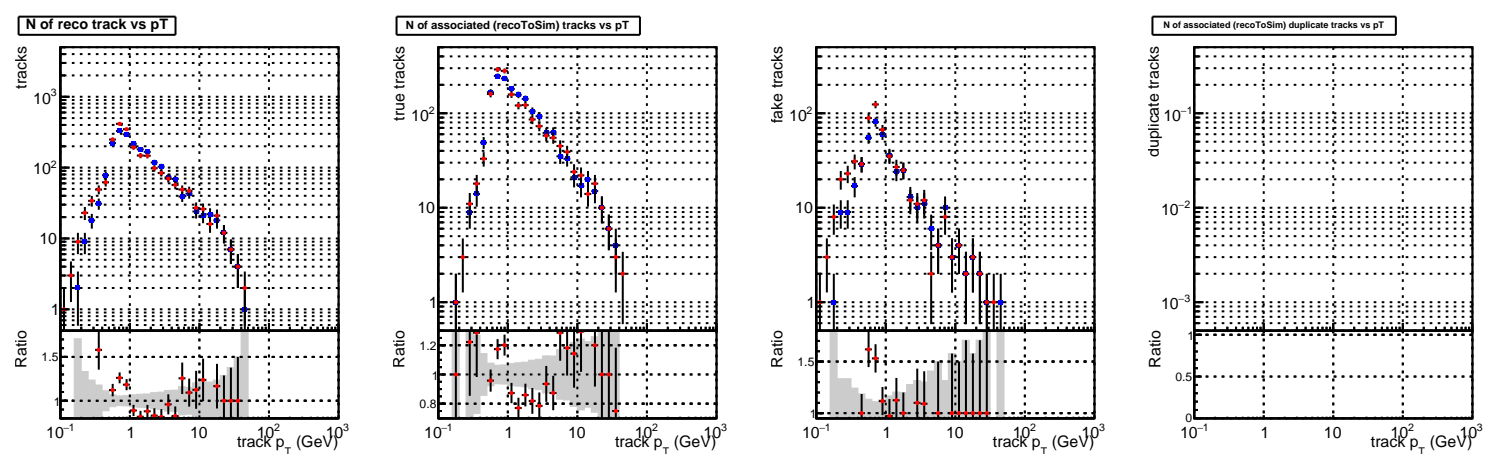 N of reco track vs pT
tracks
10³
10²
10
1
Ratio
1.5
1
10⁻¹ 1 10 10² 10³
track p_T (GeV)
N of associated (recoToSim) tracks vs pT
true tracks
10²
10
1
Ratio
1.2
1
0.8
10⁻¹ 1 10 10² 10³
track p_T (GeV)
fake tracks
10²
10
1
Ratio
1.5
1
10⁻¹ 1 10 10² 10³
track p_T (GeV)
N of associated (recoToSim) duplicate tracks vs pT
duplicate tracks
10⁻¹
10⁻²
10⁻³
Ratio
1
0.5
0
10⁻¹ 1 10 10² 10³
track p_T (GeV)